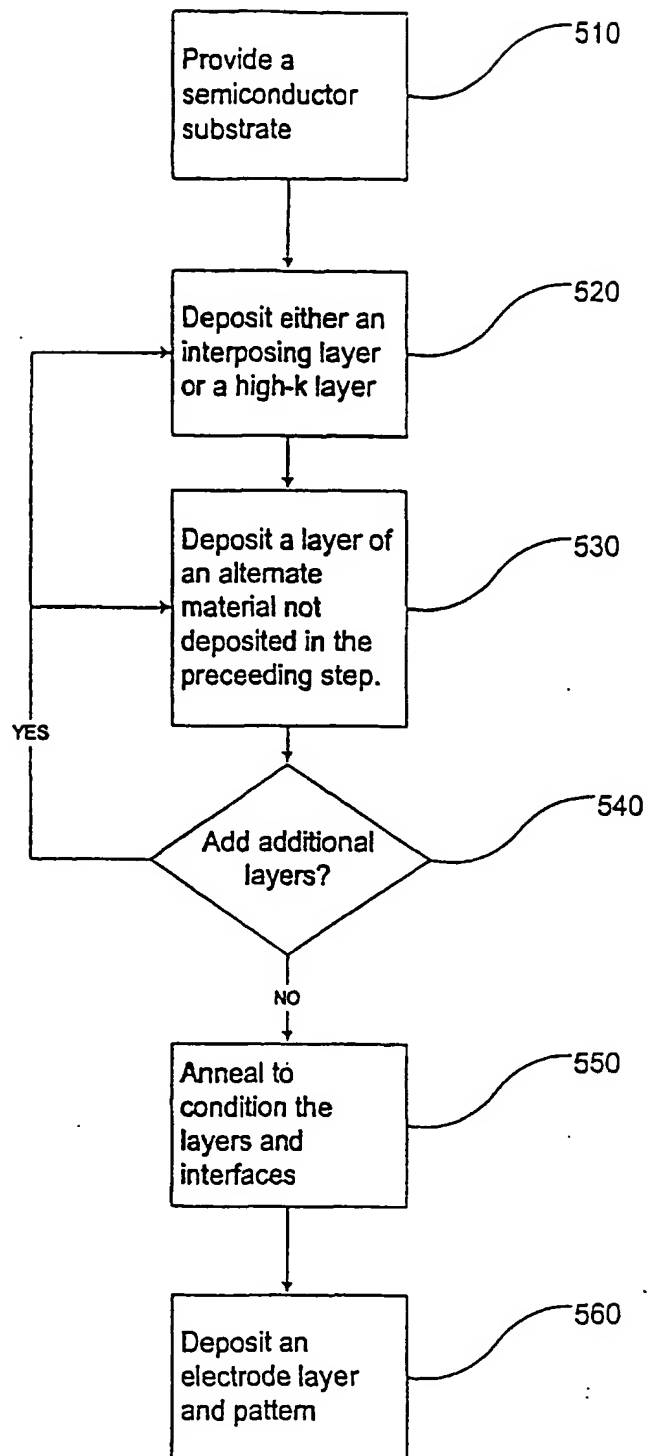 Provide a
semiconductor
substrate
510
Deposit either an
interposing layer
or a high-k layer
520
Deposit a layer of
an alternate
material not
deposited in the
preceeding step.
530
YES
Add additional
layers?
540
NO
Anneal to
condition the
layers and
interfaces
550
Deposit an
electrode layer
and pattern
560